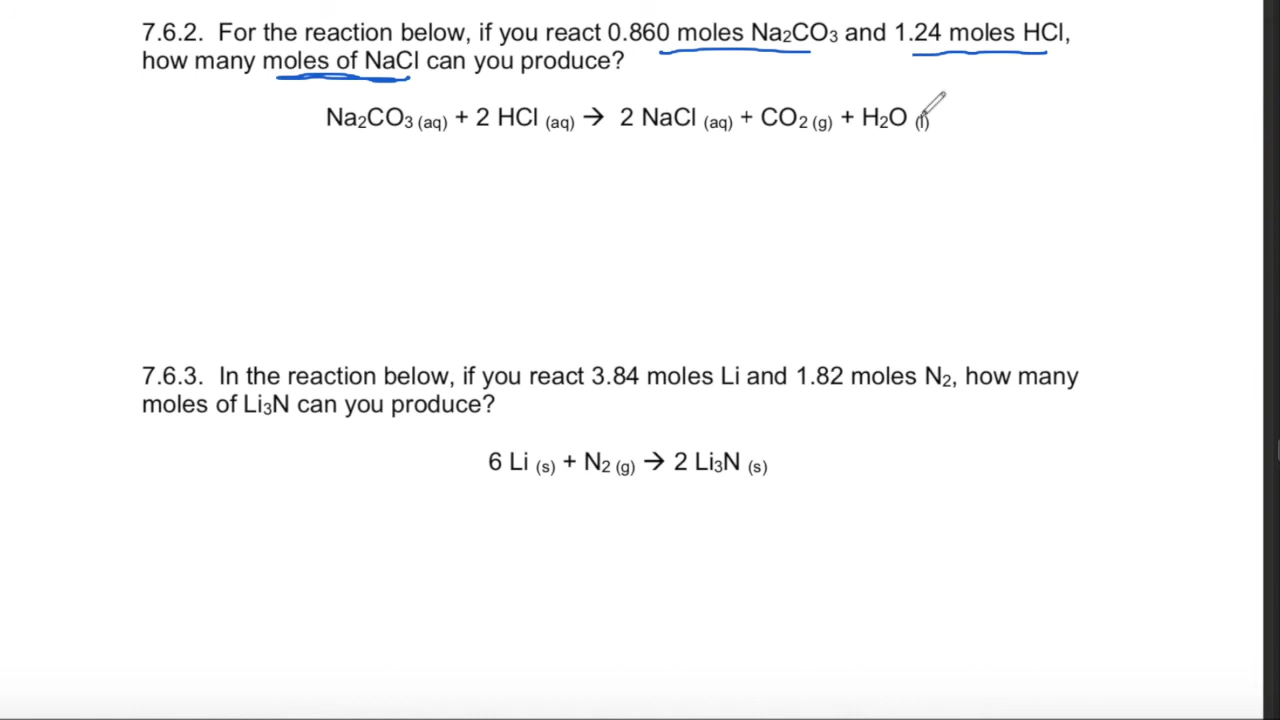 7.6.2. For the reaction below, if you react 0.860 moles Na₂CO₃ and 1.24 moles HCl,
how many moles of NaCl can you produce?
Na₂CO₃ (aq) + 2 HCl (aq) → 2 NaCl (aq) + CO₂ (g) + H₂O (l)
7.6.3. In the reaction below, if you react 3.84 moles Li and 1.82 moles N₂, how many
moles of Li₃N can you produce?
6 Li (s) + N₂ (g) → 2 Li₃N (s)